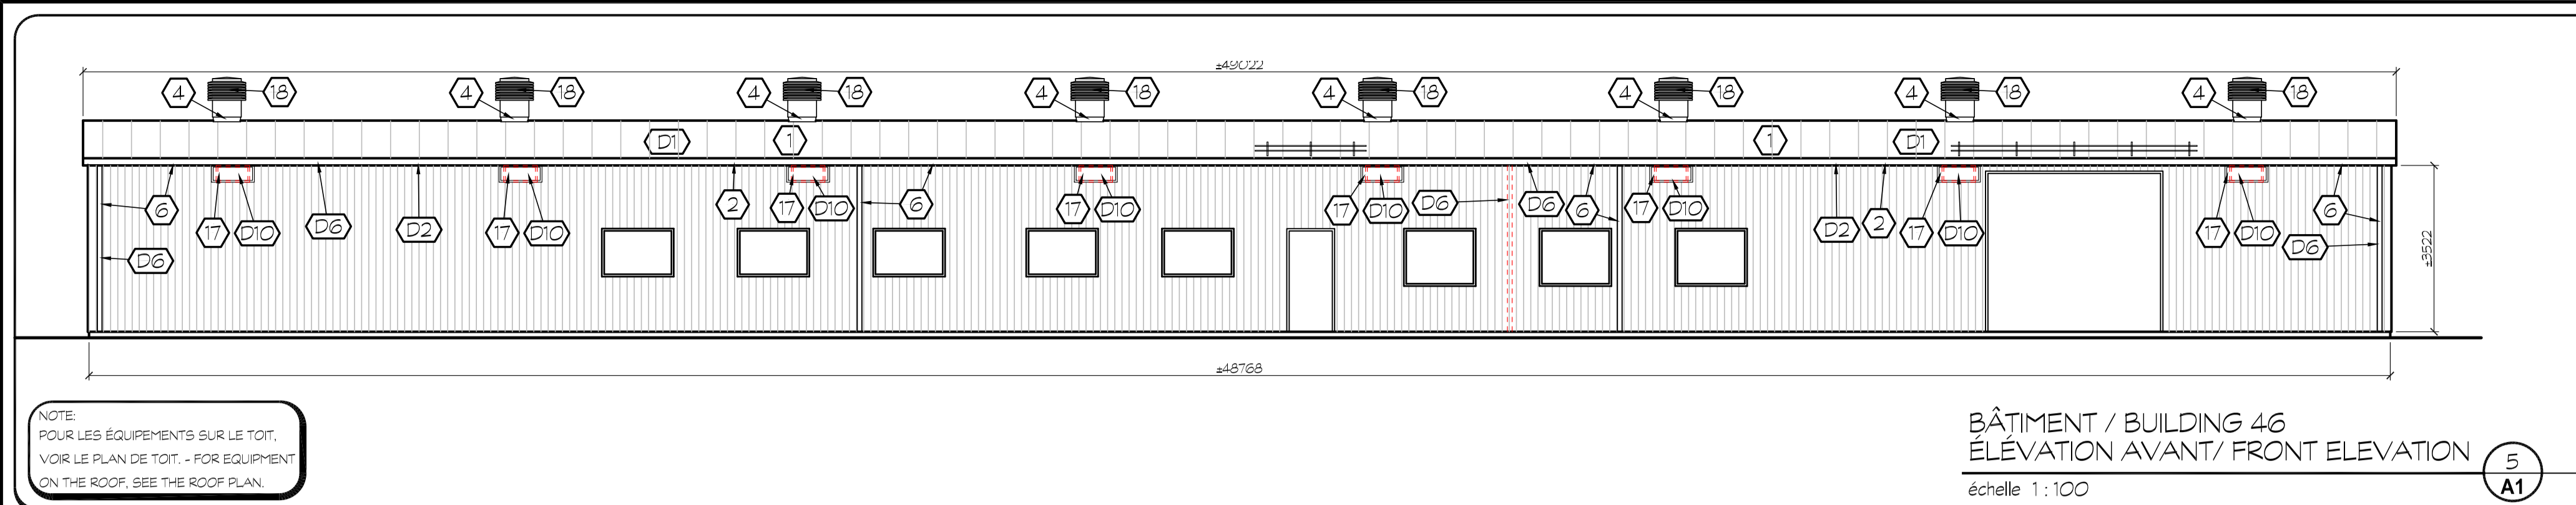 ±49022
4 18 4 18 4 18 4 18 4 18 4 18 4 18 4 18
D1 1 1 D1
6 17 D10 D6 D2 17 D10 2 17 D10 6 17 D10 17 D10 D6 D6 6 17 D10 D2 2 17 D10 17 D10 6
D6 D6
±3522
±48768
NOTE:
POUR LES ÉQUIPEMENTS SUR LE TOIT,
VOIR LE PLAN DE TOIT. - FOR EQUIPMENT
ON THE ROOF, SEE THE ROOF PLAN.
BÂTIMENT / BUILDING 46
ÉLÉVATION AVANT/ FRONT ELEVATION
échelle 1 : 100
5
A1